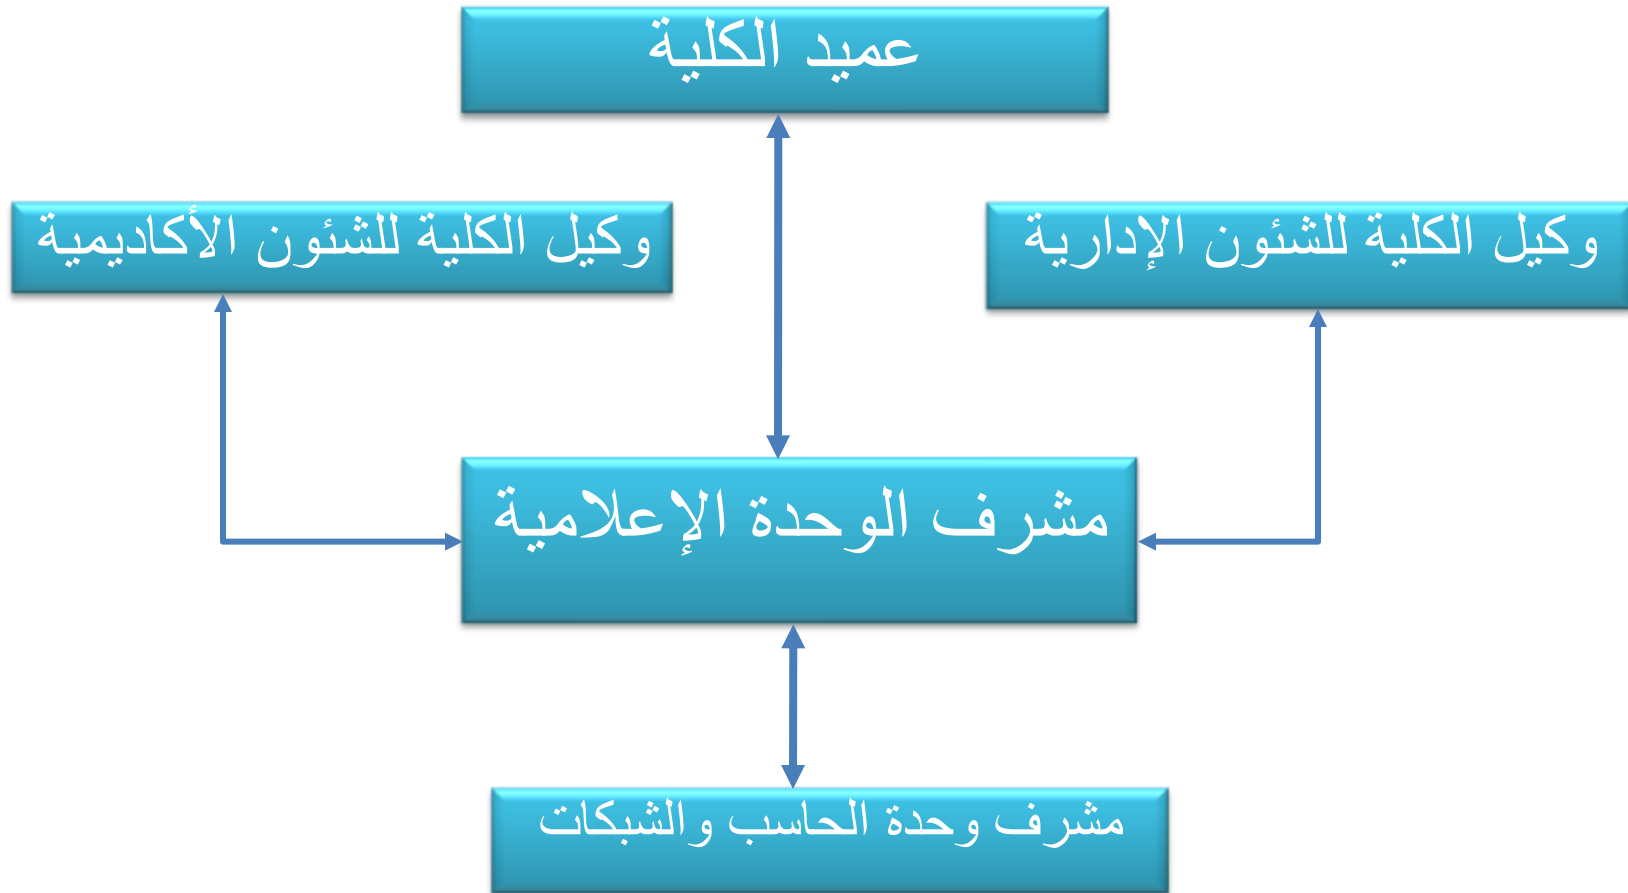 عميد الكلية
وكيل الكلية للشئون الإدارية
وكيل الكلية للشئون الأكاديمية
مشرف الوحدة الإعلامية
مشرف وحدة الحاسب والشبكات